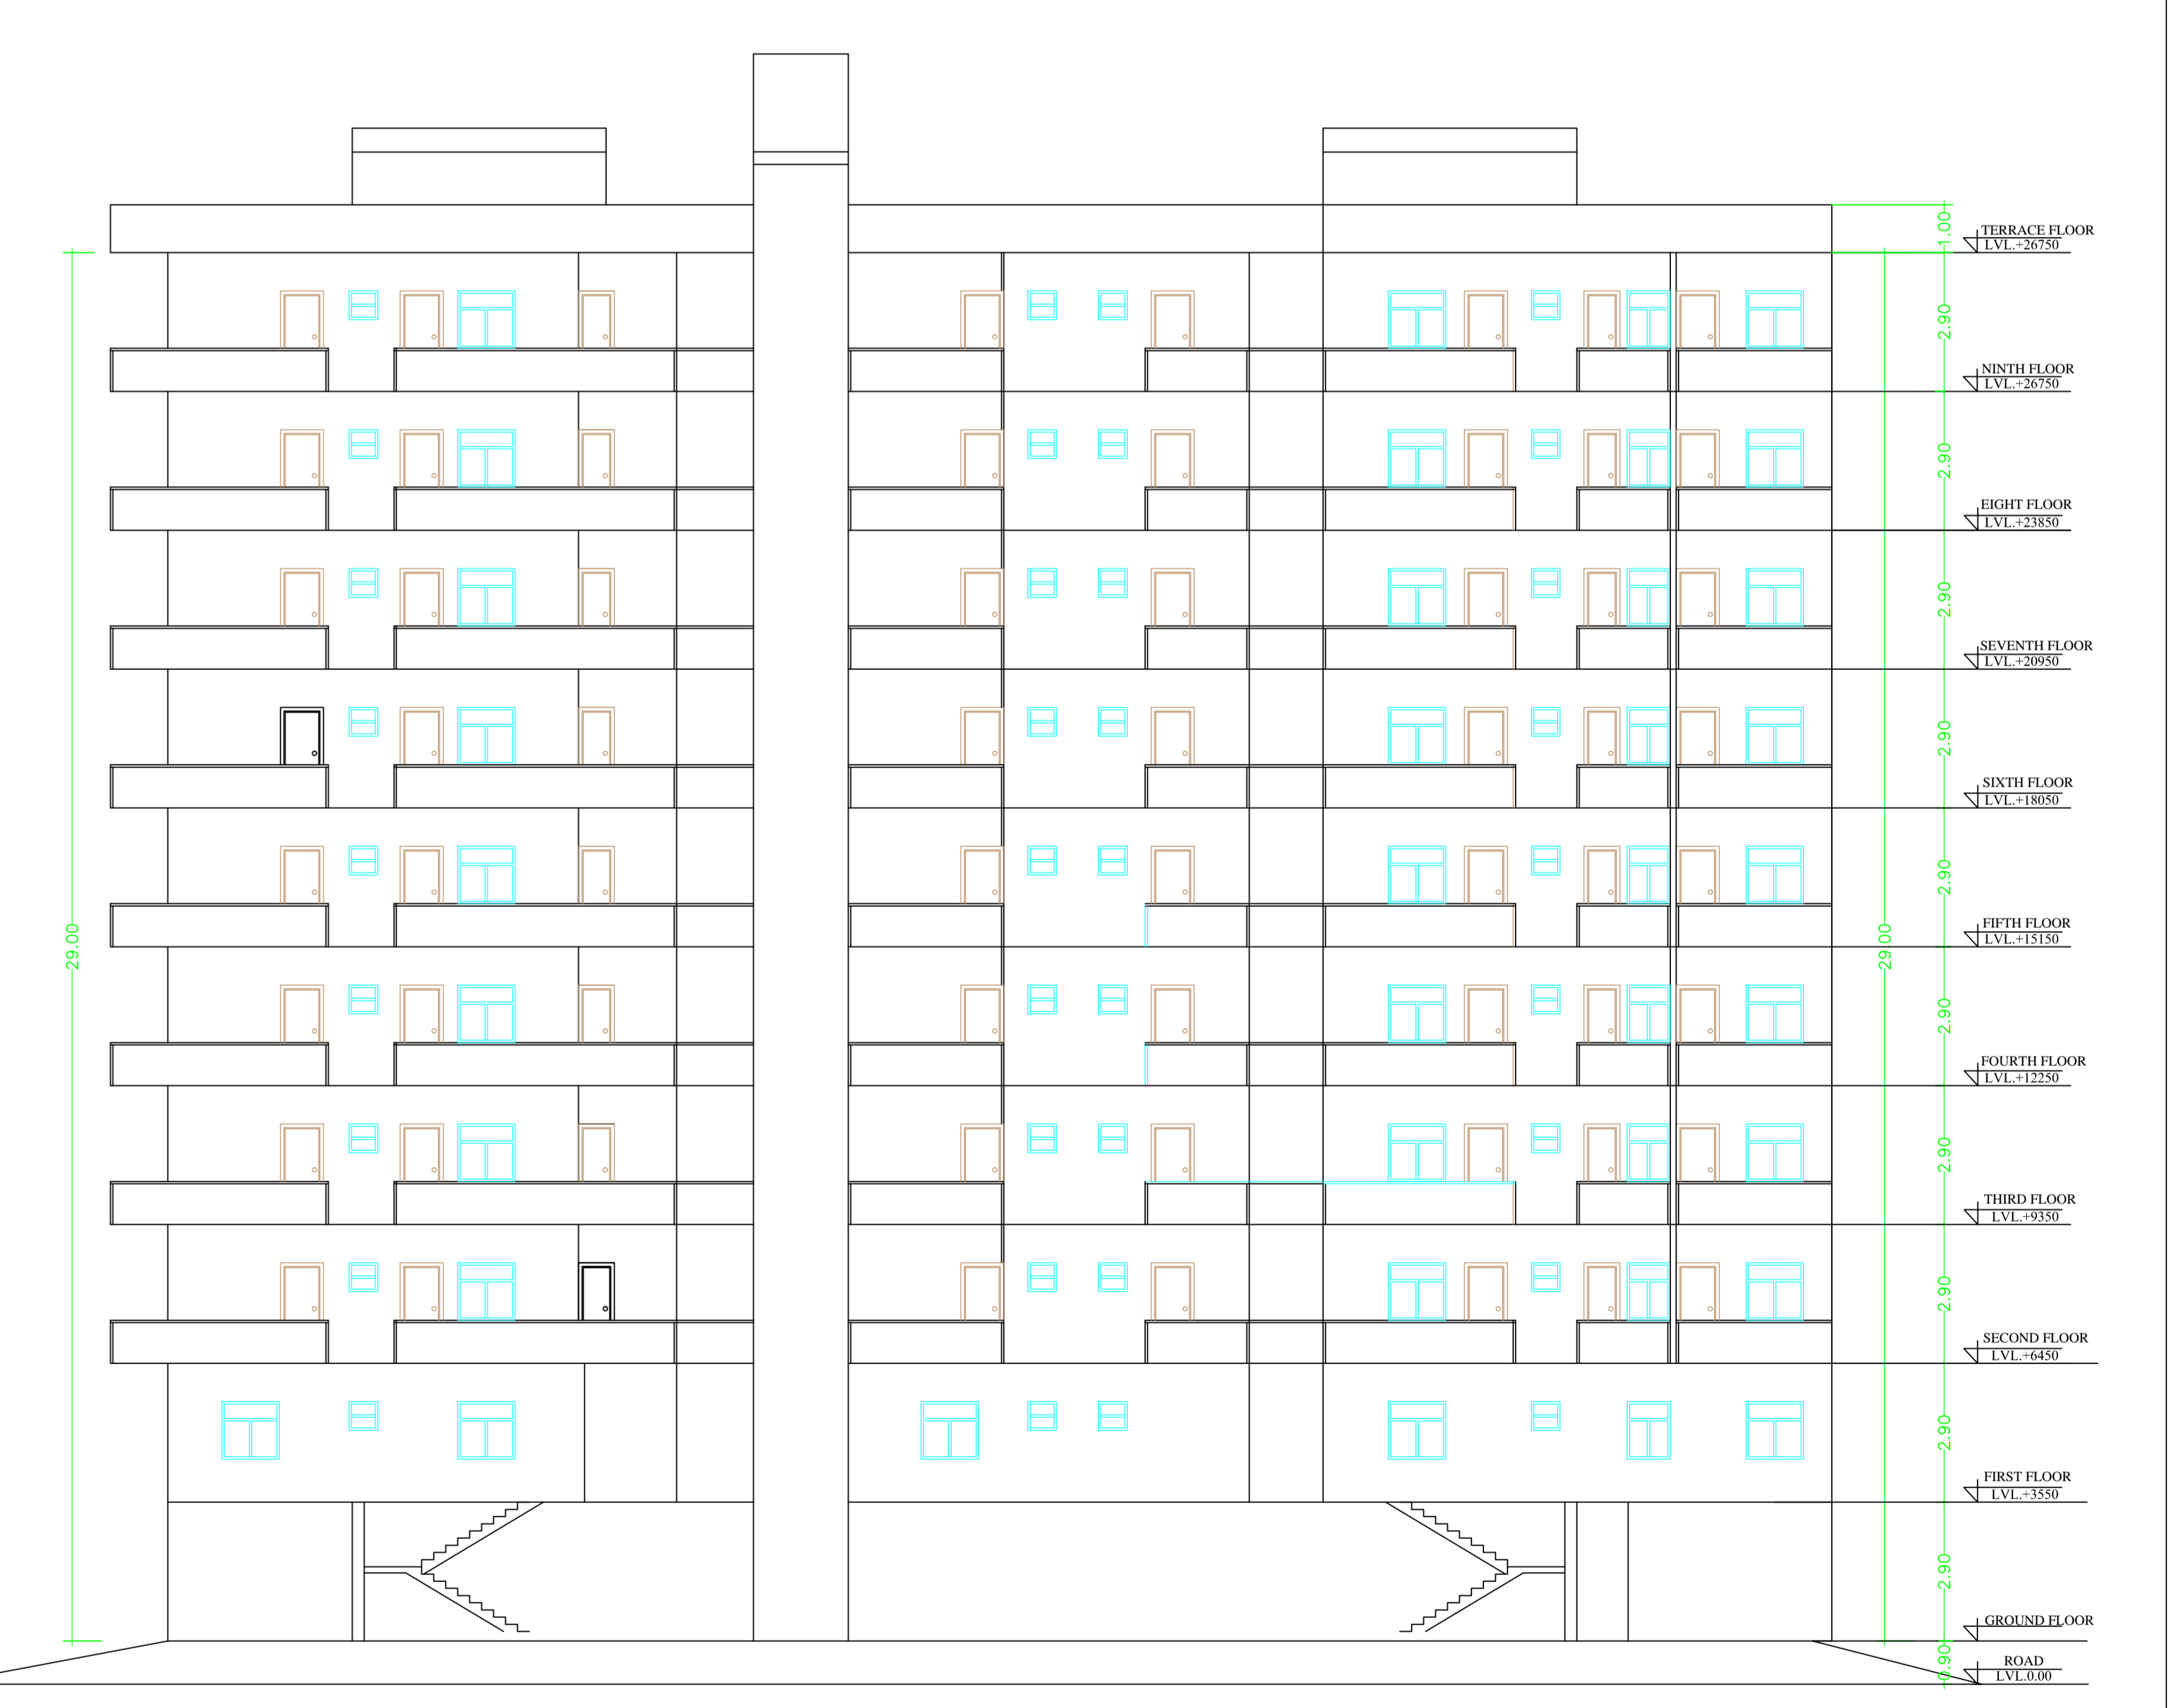 1.00
TERRACE FLOOR
LVL.+26750
2.90
NINTH FLOOR
LVL.+26750
2.90
EIGHT FLOOR
LVL.+23850
2.90
SEVENTH FLOOR
LVL.+20950
2.90
SIXTH FLOOR
LVL.+18050
2.90
FIFTH FLOOR
LVL.+15150
29.00
29.00
2.90
FOURTH FLOOR
LVL.+12250
2.90
THIRD FLOOR
LVL.+9350
2.90
SECOND FLOOR
LVL.+6450
2.90
FIRST FLOOR
LVL.+3550
2.90
GROUND FLOOR
0.90
ROAD
LVL.0.00